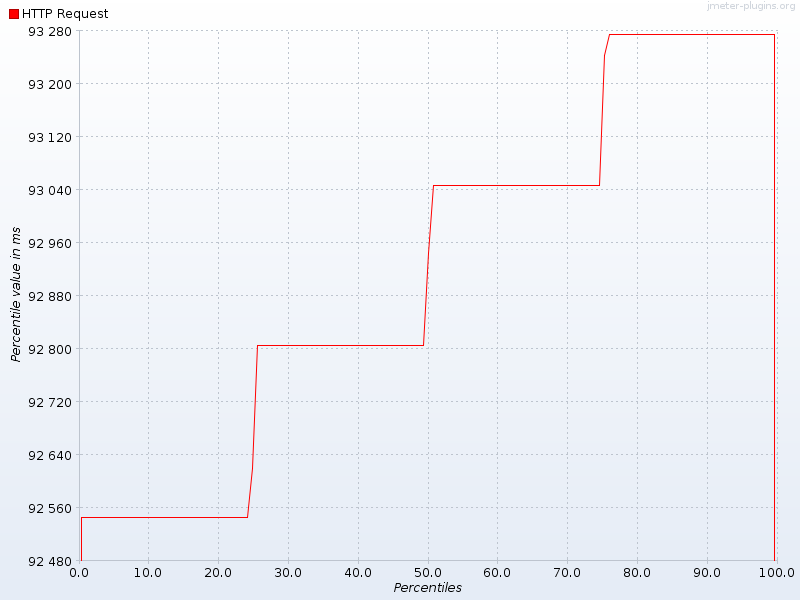 jmeter-plugins.org
HTTP Request
93 280
93 200
93 120
93 040
92 960
92 880
92 800
92 720
92 640
92 560
92 480
Percentile value in ms
0.0 10.0 20.0 30.0 40.0 50.0 60.0 70.0 80.0 90.0 100.0
Percentiles